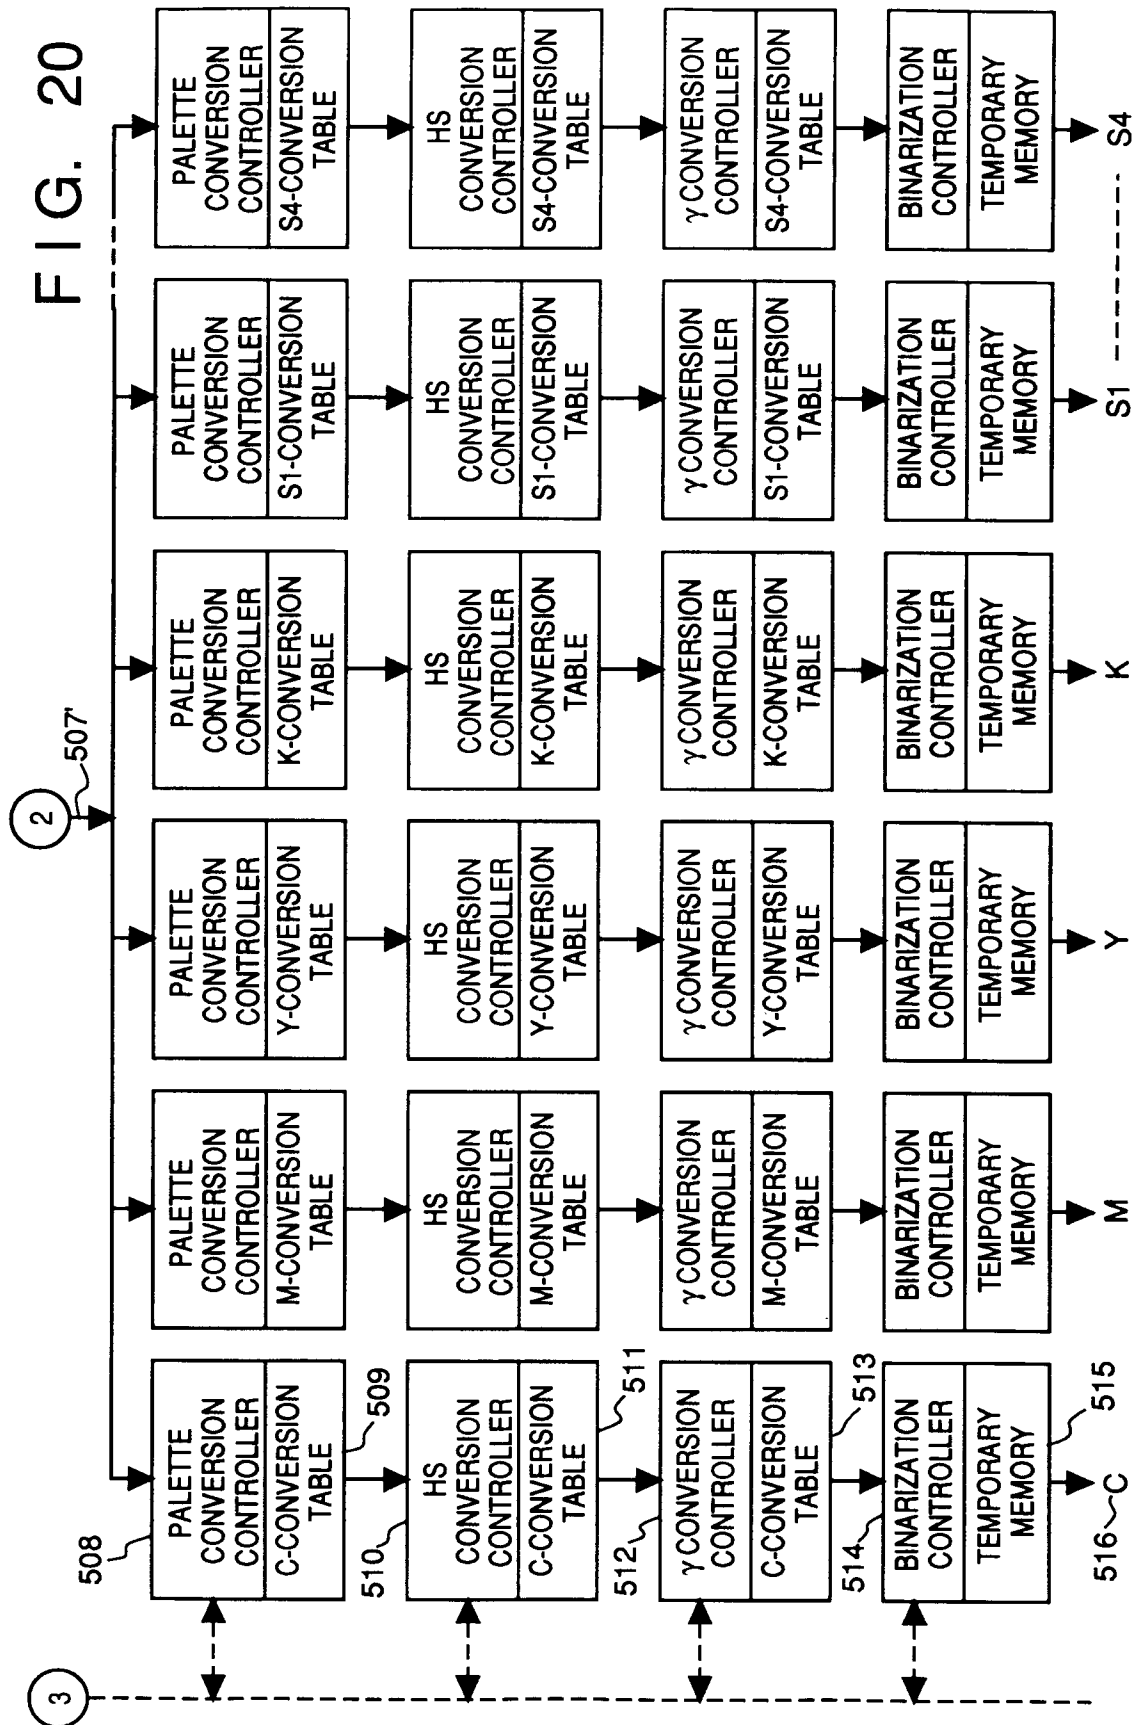 FIG. 20
2
507'
3
508
PALETTE
CONVERSION
CONTROLLER
C-CONVERSION
TABLE
509
510
HS
CONVERSION
CONTROLLER
C-CONVERSION
TABLE
511
512
γ CONVERSION
CONTROLLER
C-CONVERSION
TABLE
513
514
BINARIZATION
CONTROLLER
TEMPORARY
MEMORY
515
516
C
PALETTE
CONVERSION
CONTROLLER
M-CONVERSION
TABLE
HS
CONVERSION
CONTROLLER
M-CONVERSION
TABLE
γ CONVERSION
CONTROLLER
M-CONVERSION
TABLE
BINARIZATION
CONTROLLER
TEMPORARY
MEMORY
M
PALETTE
CONVERSION
CONTROLLER
Y-CONVERSION
TABLE
HS
CONVERSION
CONTROLLER
Y-CONVERSION
TABLE
γ CONVERSION
CONTROLLER
Y-CONVERSION
TABLE
BINARIZATION
CONTROLLER
TEMPORARY
MEMORY
Y
PALETTE
CONVERSION
CONTROLLER
K-CONVERSION
TABLE
HS
CONVERSION
CONTROLLER
K-CONVERSION
TABLE
γ CONVERSION
CONTROLLER
K-CONVERSION
TABLE
BINARIZATION
CONTROLLER
TEMPORARY
MEMORY
K
PALETTE
CONVERSION
CONTROLLER
S1-CONVERSION
TABLE
HS
CONVERSION
CONTROLLER
S1-CONVERSION
TABLE
γ CONVERSION
CONTROLLER
S1-CONVERSION
TABLE
BINARIZATION
CONTROLLER
TEMPORARY
MEMORY
S1
PALETTE
CONVERSION
CONTROLLER
S4-CONVERSION
TABLE
HS
CONVERSION
CONTROLLER
S4-CONVERSION
TABLE
γ CONVERSION
CONTROLLER
S4-CONVERSION
TABLE
BINARIZATION
CONTROLLER
TEMPORARY
MEMORY
S4